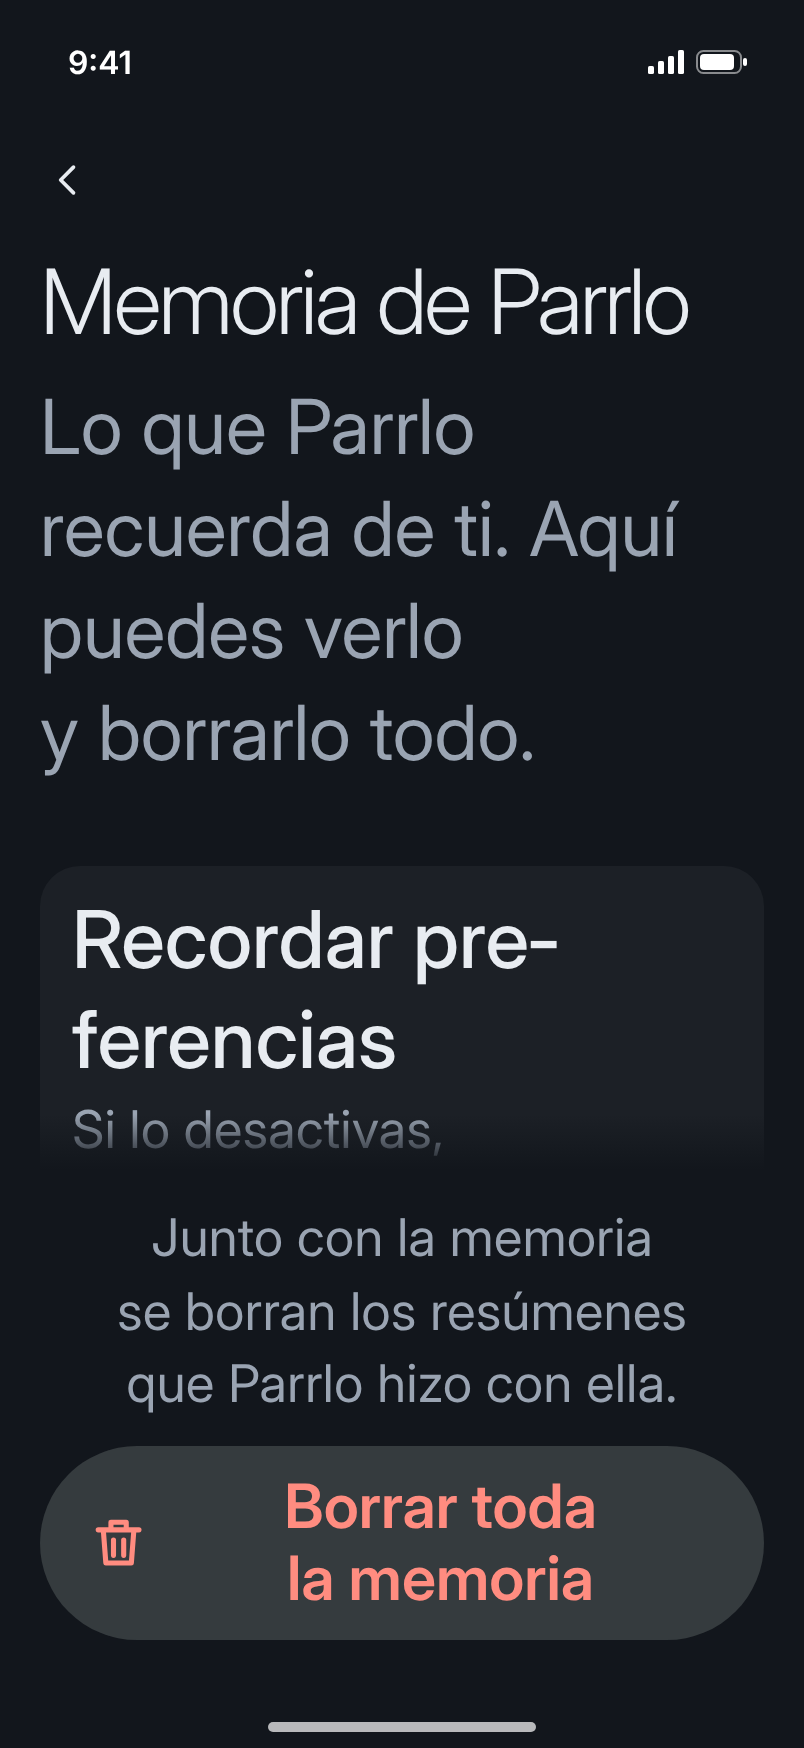 9:41
Memoria de Parrlo
Lo que Parrlo
recuerda de ti. Aquí
puedes verlo
y borrarlo todo.
Recordar pre-
ferencias
Si lo desactivas,
Junto con la memoria
se borran los resúmenes
que Parrlo hizo con ella.
Borrar toda
la memoria